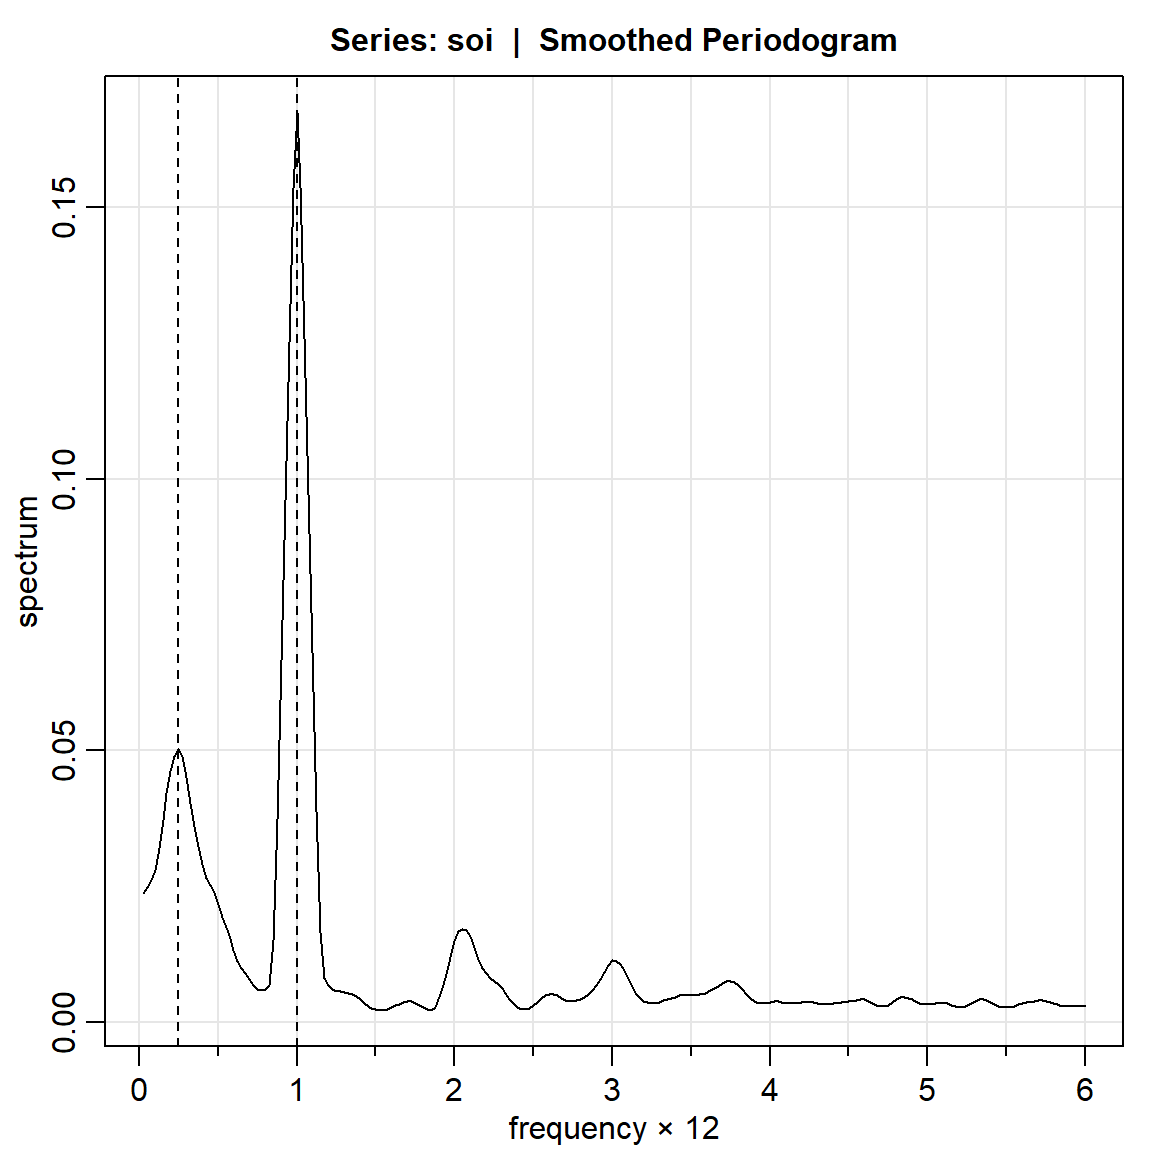 Series: soi | Smoothed Periodogram
spectrum
0.15
0.10
0.05
0.00
0 1 2 3 4 5 6
frequency × 12